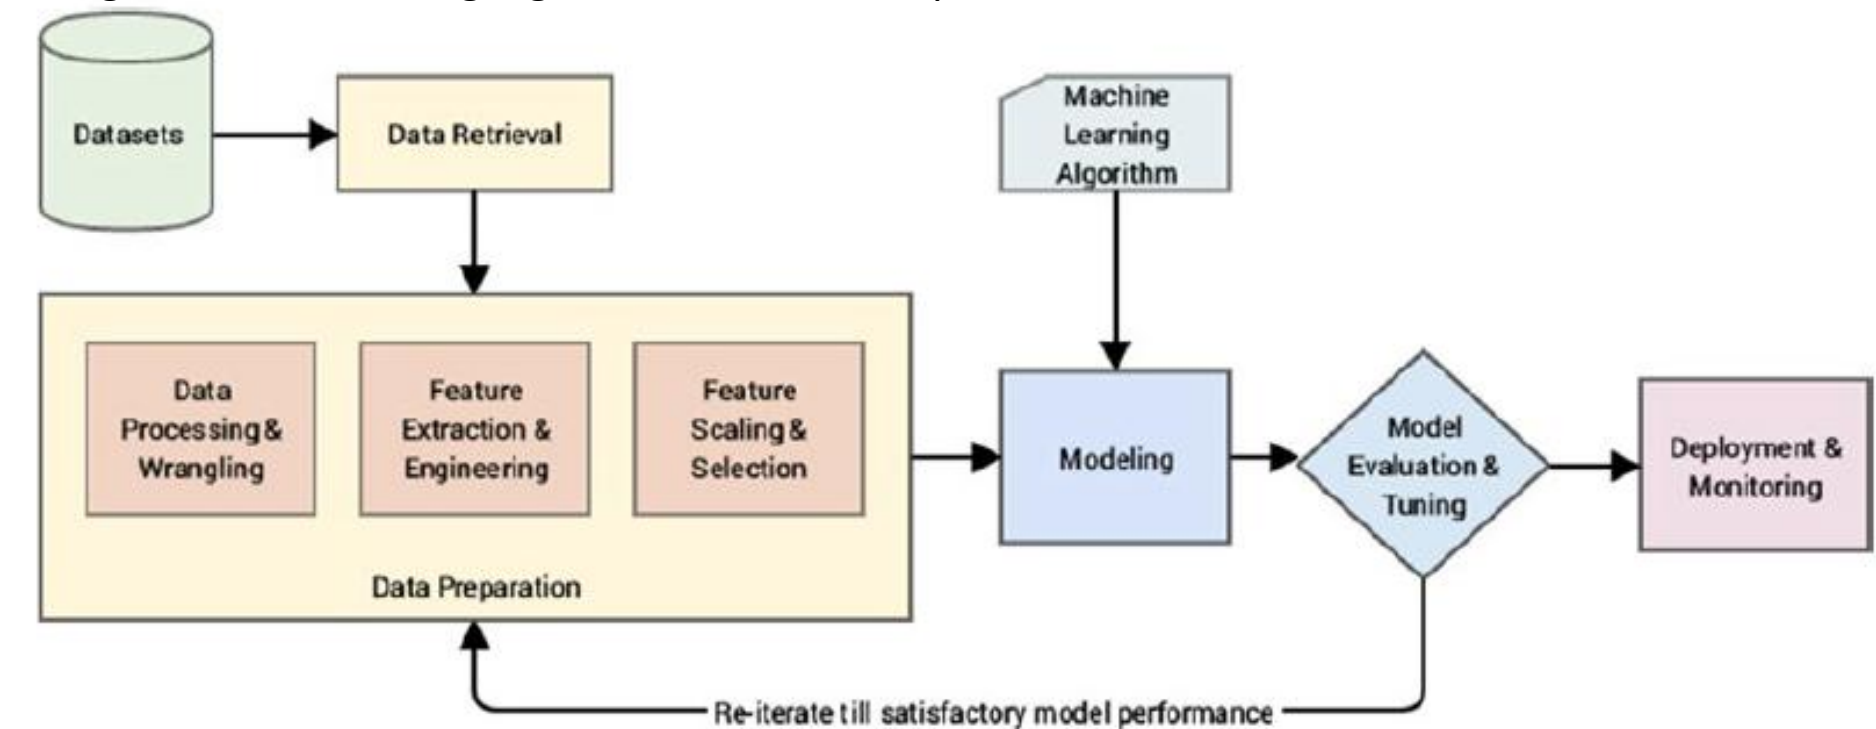 Datasets
Data Retrieval
Machine
Learning
Algorithm
Data
Processing &
Wrangling
Feature
Extraction &
Engineering
Feature
Scaling &
Selection
Data Preparation
Modeling
Model
Evaluation &
Tuning
Deployment &
Monitoring
Re-iterate till satisfactory model performance